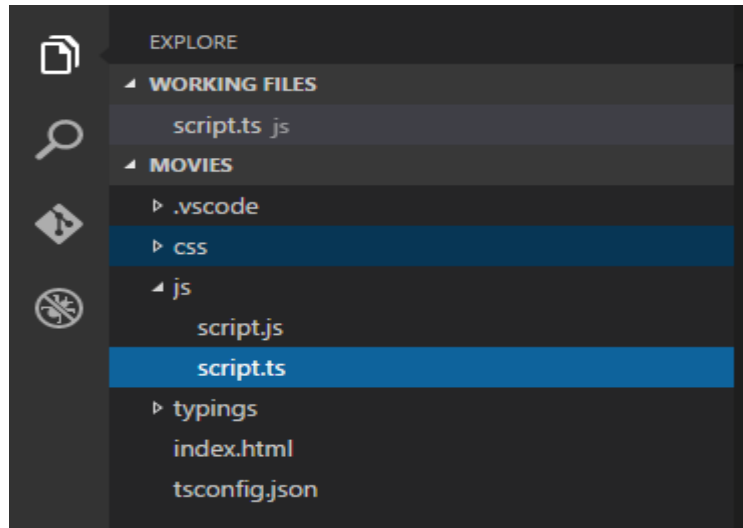 EXPLORE
WORKING FILES
script.ts js
MOVIES
.vscode
css
js
script.js
script.ts
typings
index.html
tsconfig.json